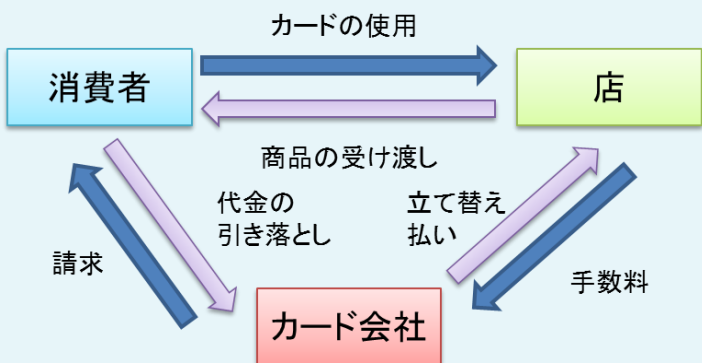 カードの使用
消費者
店
商品の受け渡し
代金の
引き落とし
立て替え
払い
請求
手数料
カード会社